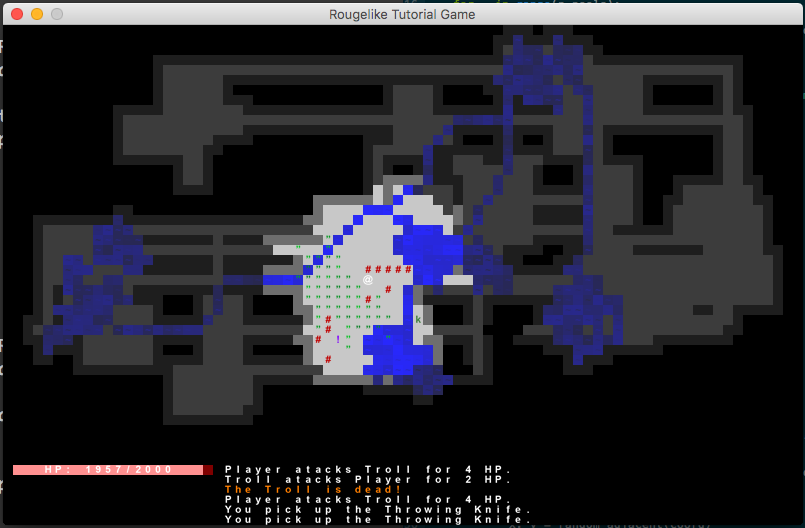 Rougelike Tutorial Game
HP: 1957/2000
Player atacks Troll for 4 HP.
Troll atacks Player for 2 HP.
The Troll is dead!
Player atacks Troll for 4 HP.
You pick up the Throwing Knife.
You pick up the Throwing Knife.